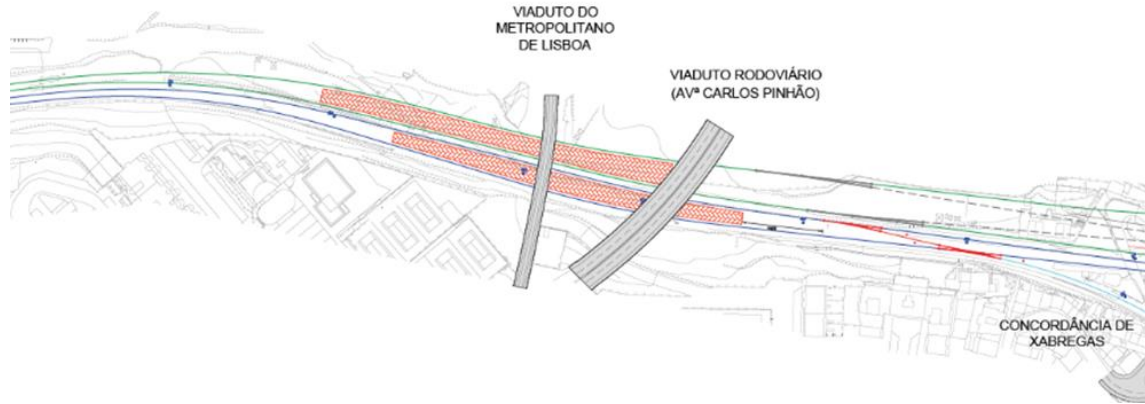 VIADUTO DO
METROPOLITANO
DE LISBOA
VIADUTO RODOVIÁRIO
(AVª CARLOS PINHÃO)
CONCORDÂNCIA DE
XABREGAS